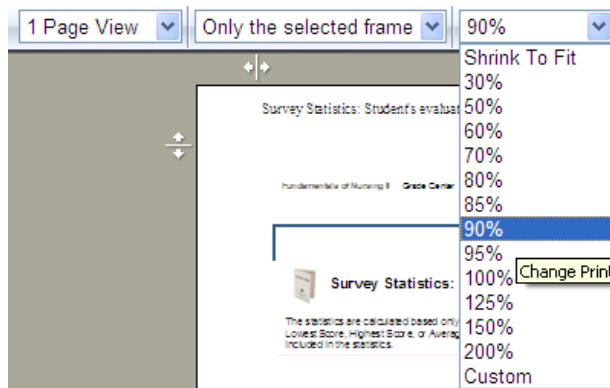 1 Page View
Only the selected frame
90%
Shrink To Fit
30%
50%
60%
70%
80%
85%
90%
95%
100%
125%
150%
200%
Custom
Change Print
Survey Statistics: Student's evaluat
Fundamentals of Nursing II Grade Center
Survey Statistics:
The statistics are calculated based only
Lowest Score, Highest Score, or Averag
included in the statistics.